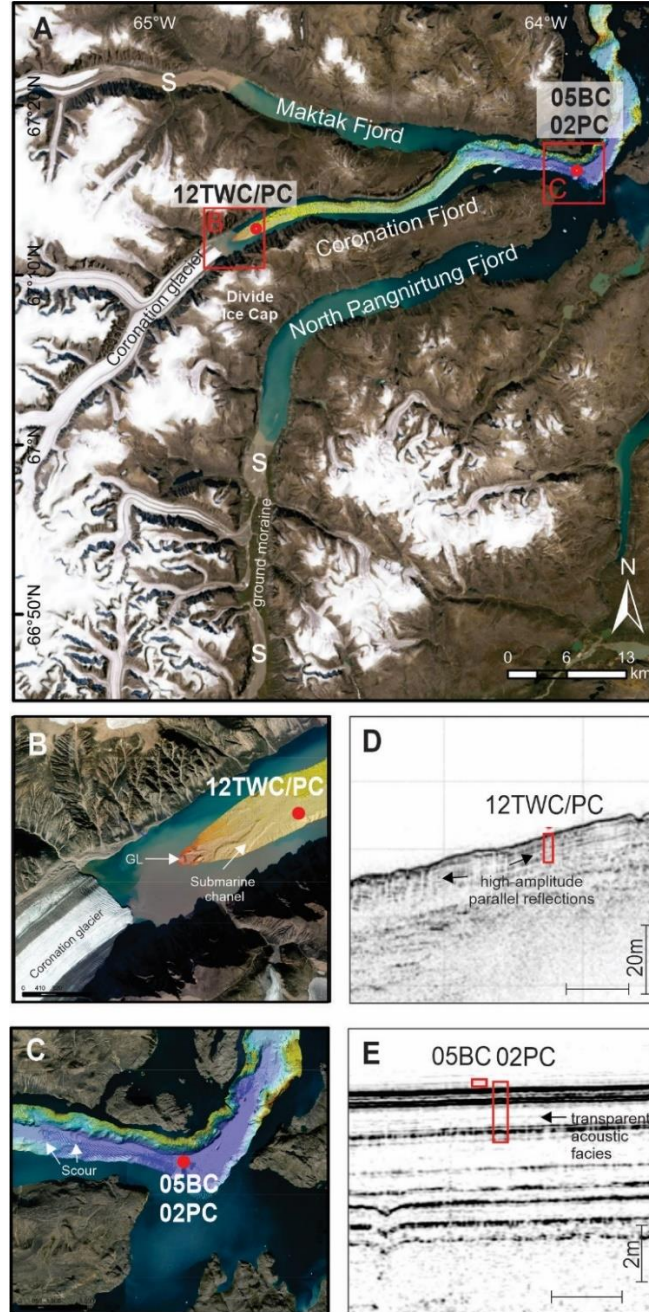 A
65°W
64°W
67°20'N
S
Maktak Fjord
05BC
02PC
C
12TWC/PC
B
Coronation Fjord
67°10'N
Coronation glacier
Divide
Ice Cap
North Pangnirtung Fjord
67°N
S
ground moraine
N
66°50'N
S
0 6 13
km
B
12TWC/PC
GL
Submarine
chanel
Coronation glacier
0 410
D
12TWC/PC
high-amplitude
parallel reflections
20m
C
Scour
05BC
02PC
E
05BC 02PC
transparent
acoustic
facies
2m